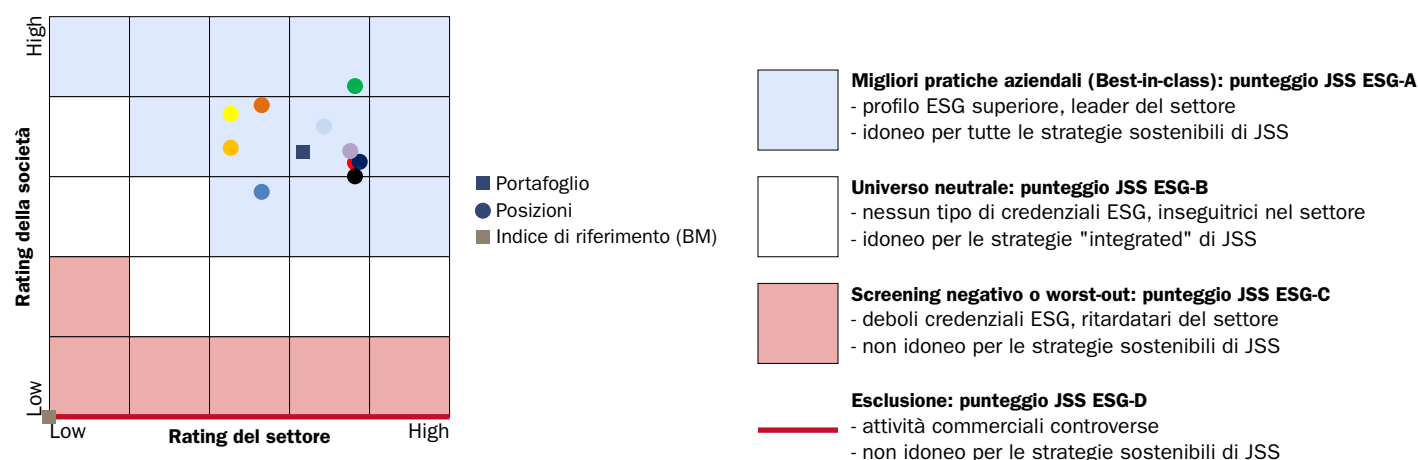 High
Rating della società
Low
Low
Rating del settore
High
Portafoglio
Posizioni
Indice di riferimento (BM)
Migliori pratiche aziendali (Best-in-class): punteggio JSS ESG-A
- profilo ESG superiore, leader del settore
- idoneo per tutte le strategie sostenibili di JSS
Universo neutrale: punteggio JSS ESG-B
- nessun tipo di credenziali ESG, inseguitrici nel settore
- idoneo per le strategie "integrated" di JSS
Screening negativo o worst-out: punteggio JSS ESG-C
- deboli credenziali ESG, ritardatari del settore
- non idoneo per le strategie sostenibili di JSS
Esclusione: punteggio JSS ESG-D
- attività commerciali controverse
- non idoneo per le strategie sostenibili di JSS